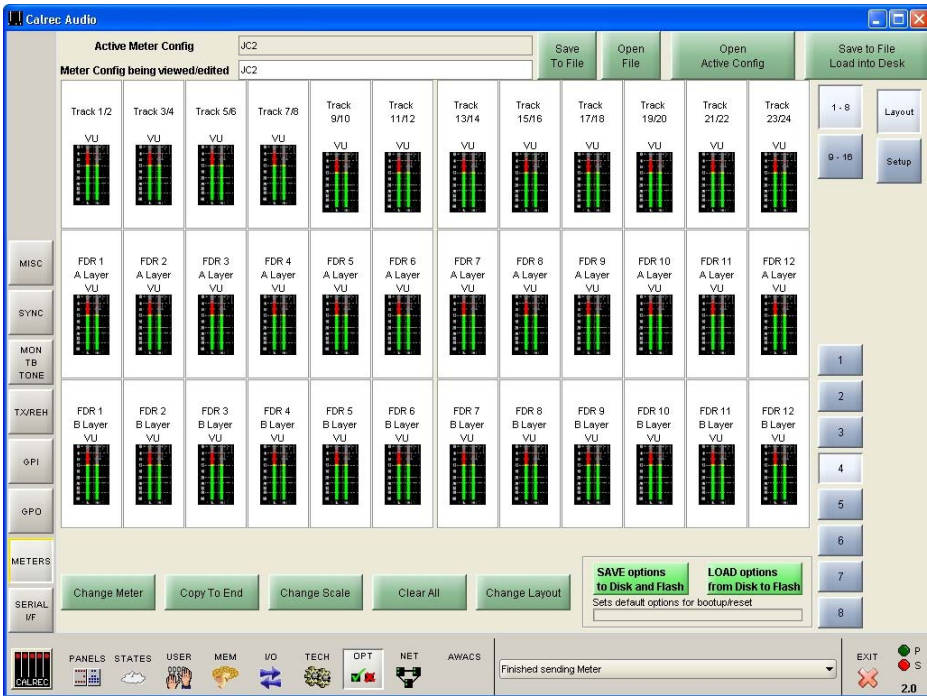 Calrec Audio
Active Meter Config JC2
Meter Config being viewed/edited JC2
Save To File
Open File
Open Active Config
Save to File Load into Desk
Track 1/2 Track 3/4 Track 5/6 Track 7/8 Track 9/10 Track 11/12 Track 13/14 Track 15/16 Track 17/18 Track 19/20 Track 21/22 Track 23/24
VU VU VU VU VU VU VU VU VU VU VU VU
1 - 8
9 - 16
Layout
Setup
MISC
SYNC
MON TB TONE
TX/REH
GPI
GPO
METERS
SERIAL I/F
FDR 1 FDR 2 FDR 3 FDR 4 FDR 5 FDR 6 FDR 7 FDR 8 FDR 9 FDR 10 FDR 11 FDR 12
A Layer A Layer A Layer A Layer A Layer A Layer A Layer A Layer A Layer A Layer A Layer A Layer
VU VU VU VU VU VU VU VU VU VU VU VU
FDR 1 FDR 2 FDR 3 FDR 4 FDR 5 FDR 6 FDR 7 FDR 8 FDR 9 FDR 10 FDR 11 FDR 12
B Layer B Layer B Layer B Layer B Layer B Layer B Layer B Layer B Layer B Layer B Layer B Layer
VU VU VU VU VU VU VU VU VU VU VU VU
1
2
3
4
5
6
7
8
Change Meter
Copy To End
Change Scale
Clear All
Change Layout
SAVE options to Disk and Flash
LOAD options from Disk to Flash
Sets default options for bootup/reset
CALREC
PANELS STATES USER MEM I/O TECH OPT NET AWACS
Finished sending Meter
EXIT
P
S
2.0